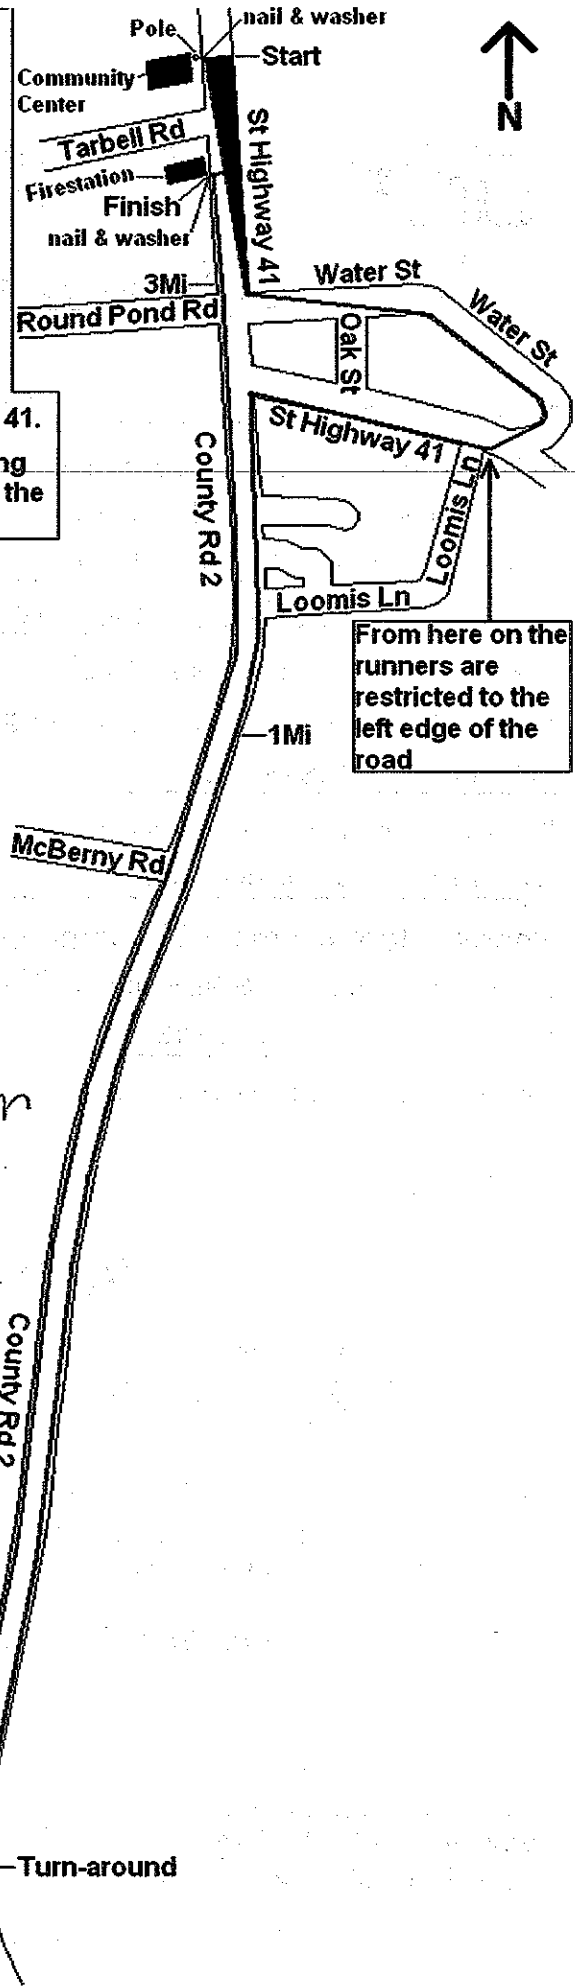 nail & washer
Pole
Start
Community
Center
N
Tarbell Rd
St Highway 41
Firestation
Finish
nail & washer
Water St
3Mi
Water St
Round Pond Rd
Oak St
41.
St Highway 41
County Rd 2
the
Loomis Ln
Loomis Ln
From here on the
runners are
restricted to the
left edge of the
road
1Mi
McBerny Rd
County Rd 2
Turn-around